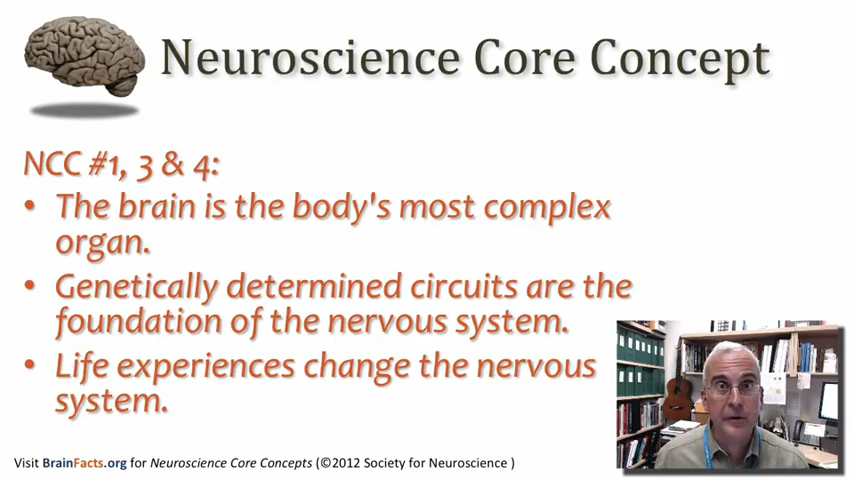 Neuroscience Core Concept
NCC #1, 3 & 4:
• The brain is the body's most complex
organ.
• Genetically determined circuits are the
foundation of the nervous system.
• Life experiences change the nervous
system.
Visit BrainFacts.org for Neuroscience Core Concepts (©2012 Society for Neuroscience )